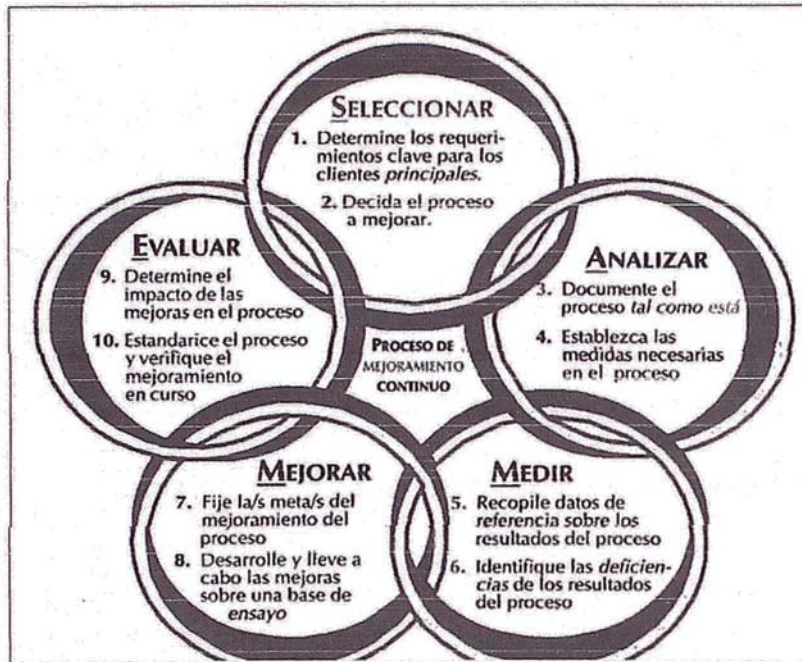 SELECCIONAR
1. Determine los requeri-
mientos clave para los
clientes principales.
2. Decida el proceso
a mejorar.
ANALIZAR
3. Documente el
proceso tal como está
4. Establezca las
medidas necesarias
en el proceso
MEDIR
5. Recopile datos de
referencia sobre los
resultados del proceso
6. Identifique las deficien-
cias de los resultados
del proceso
MEJORAR
7. Fije la/s meta/s del
mejoramiento del
proceso
8. Desarrolle y lleve a
cabo las mejoras
sobre una base de
ensayo
EVALUAR
9. Determine el
impacto de las
mejoras en el proceso
10. Estandarice el proceso
y verifique el
mejoramiento
en curso
PROCESO DE
MEJORAMIENTO
CONTINUO